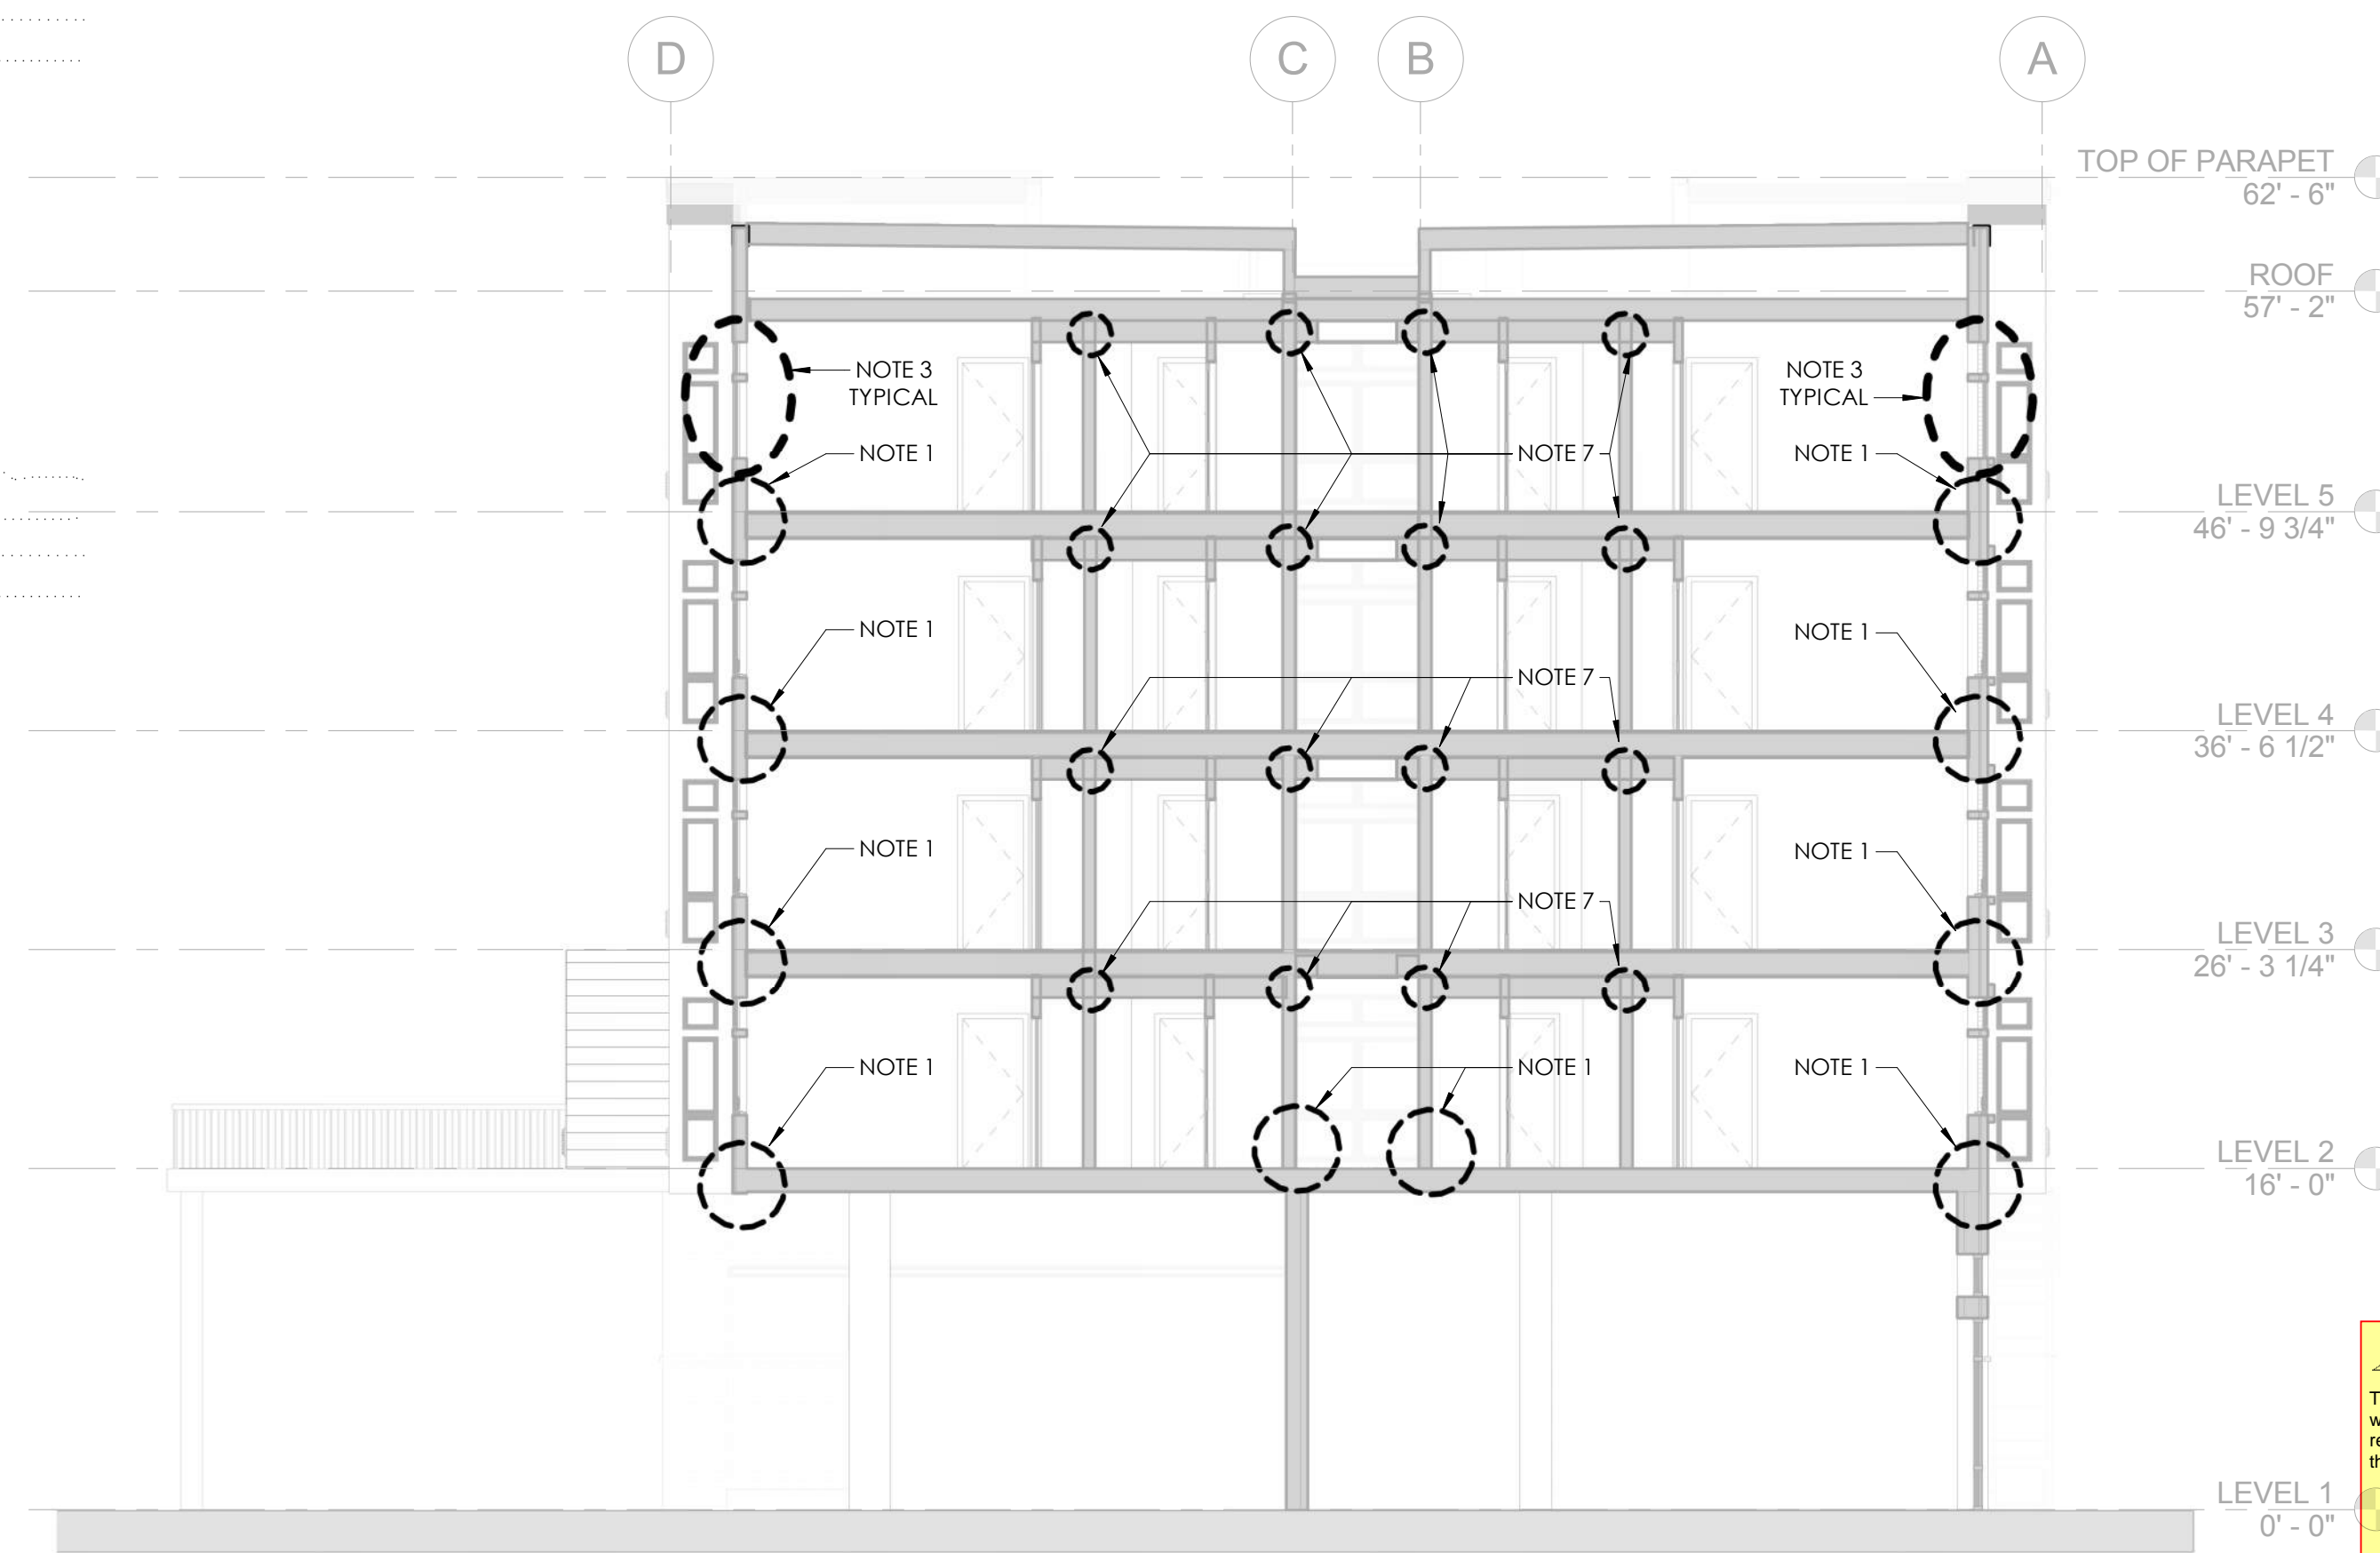 D
C
B
A
TOP OF PARAPET
62' - 6"
ROOF
57' - 2"
NOTE 3
TYPICAL
NOTE 3
TYPICAL
NOTE 1
NOTE 7
NOTE 1
LEVEL 5
46' - 9 3/4"
NOTE 1
NOTE 1
NOTE 7
LEVEL 4
36' - 6 1/2"
NOTE 1
NOTE 1
NOTE 7
LEVEL 3
26' - 3 1/4"
NOTE 1
NOTE 1
NOTE 1
LEVEL 2
16' - 0"
LEVEL 1
0' - 0"